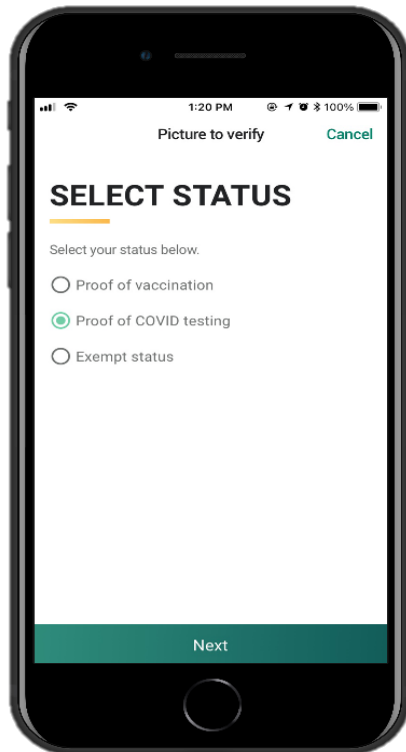 1:20 PM 100%
Picture to verify Cancel
SELECT STATUS
Select your status below.
Proof of vaccination
Proof of COVID testing
Exempt status
Next